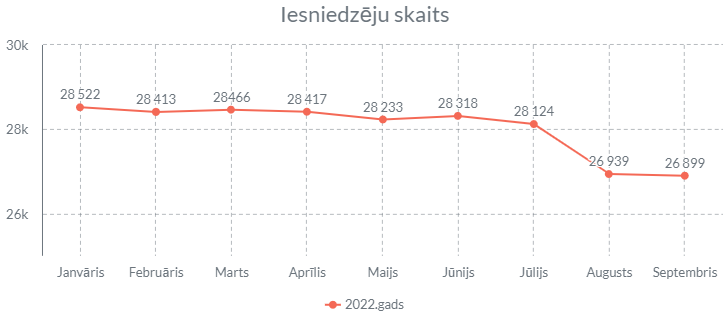 Iesniedzēju skaits
30k
28k
26k
28 522
28 413
28466
28 417
28 233
28 318
28 124
26 939
26 899
Janvāris Februāris Marts Aprīlis Maijs Jūnijs Jūlijs Augusts Septembris
2022.gads